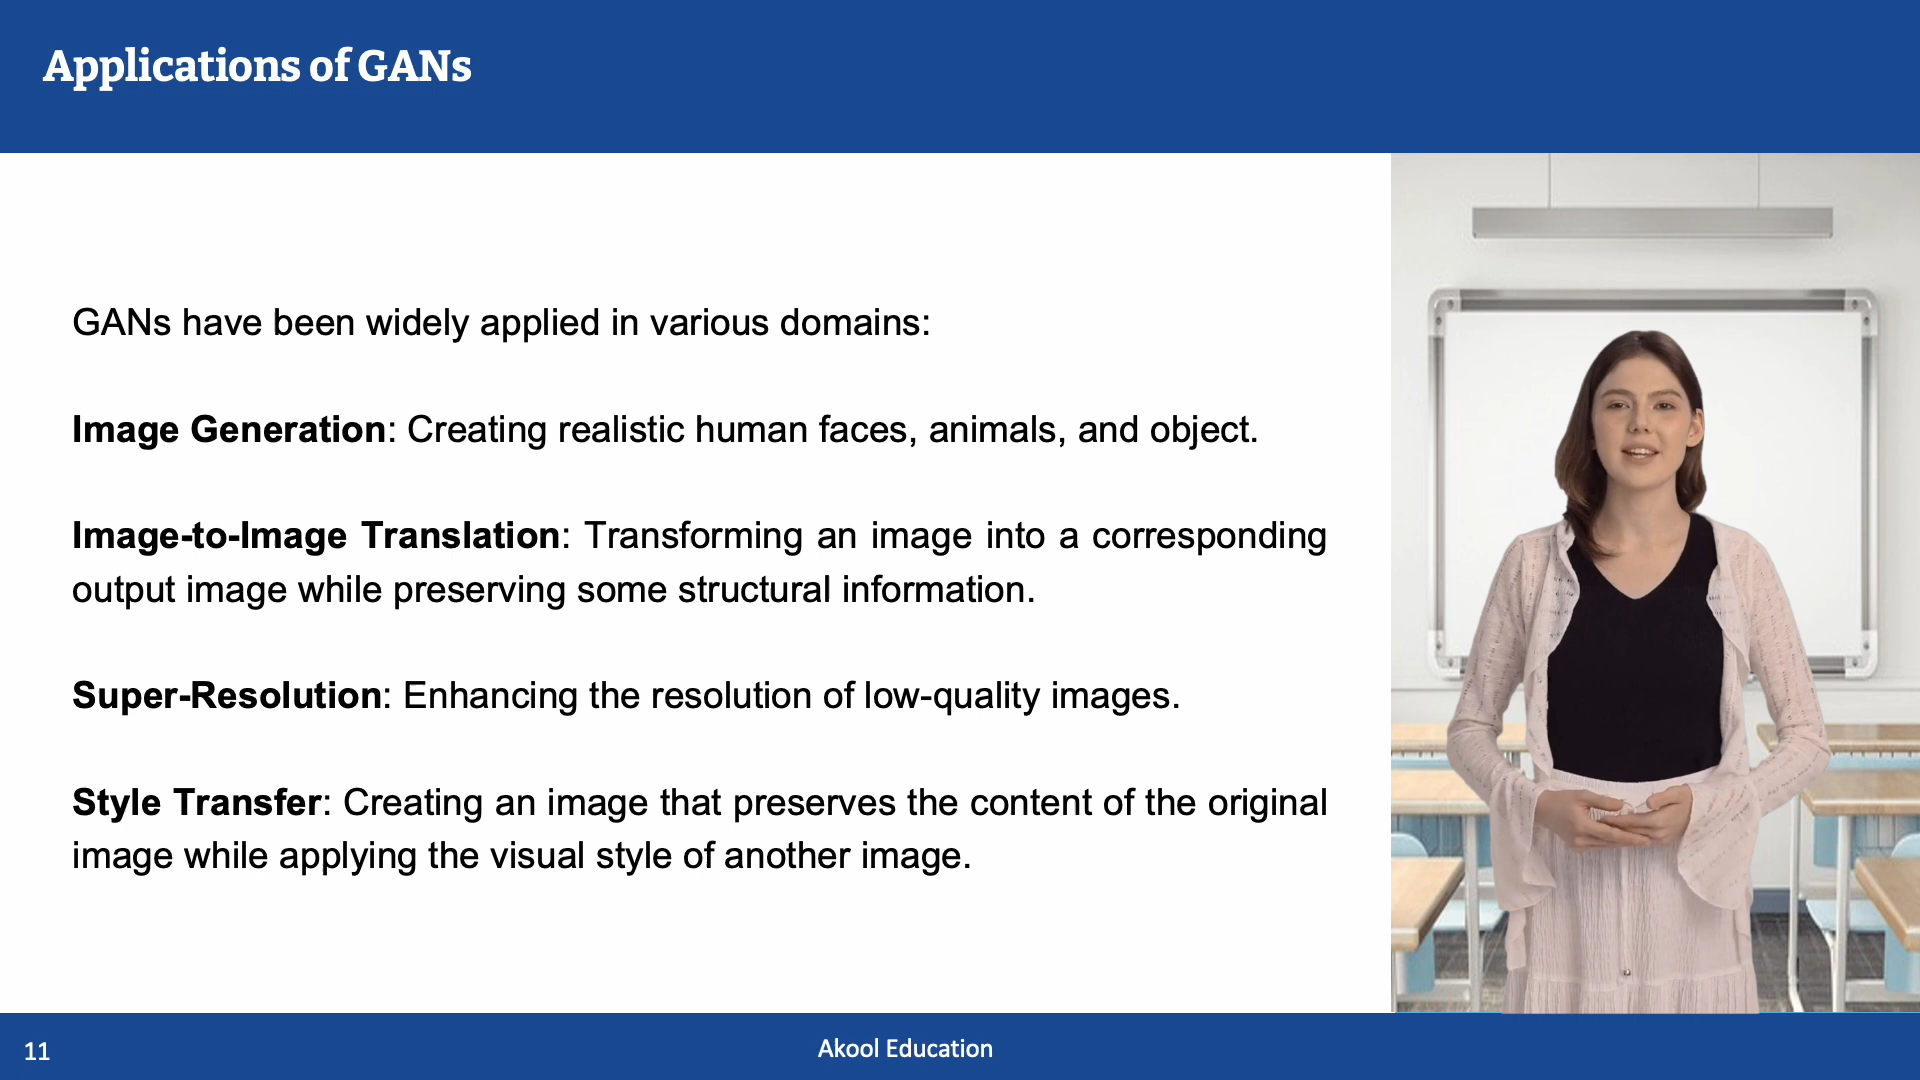 Applications of GANs
GANs have been widely applied in various domains:
Image Generation: Creating realistic human faces, animals, and object.
Image-to-Image Translation: Transforming an image into a corresponding
output image while preserving some structural information.
Super-Resolution: Enhancing the resolution of low-quality images.
Style Transfer: Creating an image that preserves the content of the original
image while applying the visual style of another image.
11
Akool Education